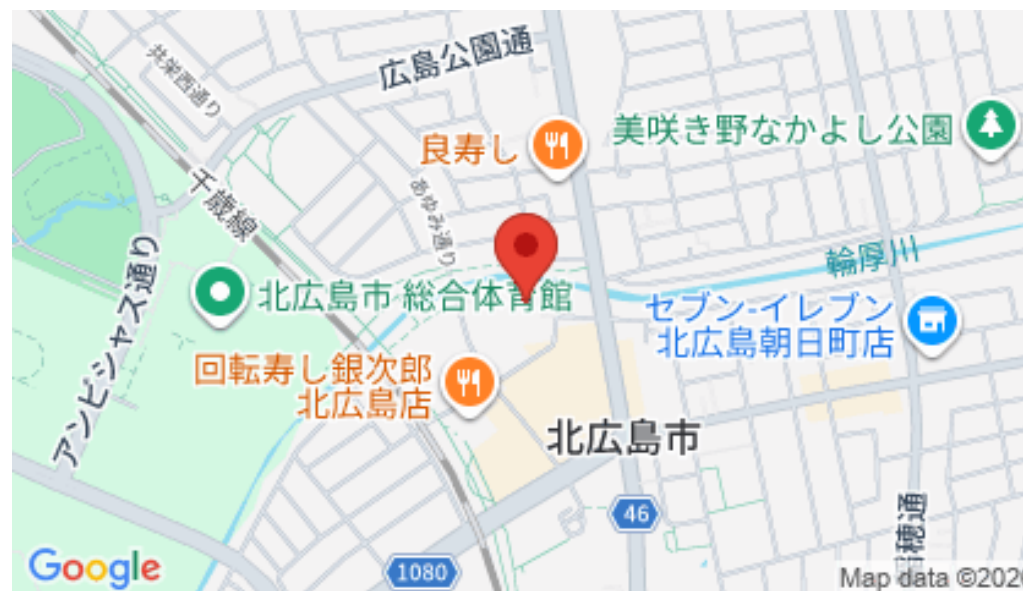 共栄西通り
広島公園通
良寿し
美咲き野なかよし公園
千歳線
あゆみ通り
輪厚川
アンビシャス通り
北広島市 総合体育館
セブン-イレブン
北広島朝日町店
回転寿し銀次郎
北広島店
北広島市
46
穂通
1080
Google
Map data ©202